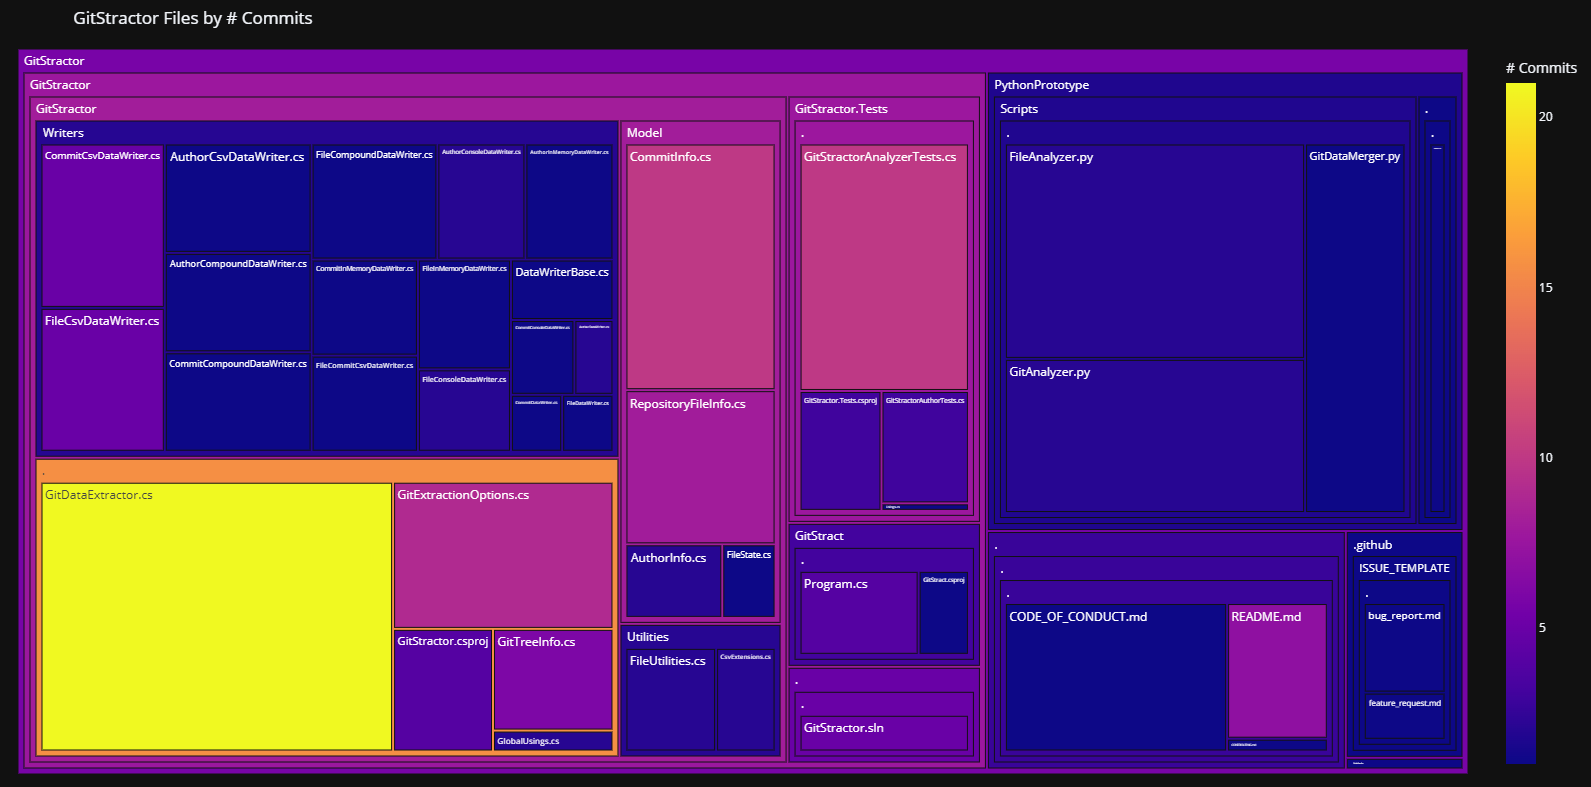 GitStractor Files by # Commits
GitStractor
GitStractor
GitStractor
Writers
CommitCsvDataWriter.cs
AuthorCsvDataWriter.cs
FileCompoundDataWriter.cs
AuthorConsoleDataWriter.cs
AuthorInMemoryDataWriter.cs
AuthorCompoundDataWriter.cs
CommitInMemoryDataWriter.cs
FileInMemoryDataWriter.cs
DataWriterBase.cs
FileCsvDataWriter.cs
CommitConsoleDataWriter.cs
CommitCompoundDataWriter.cs
FileCommitCsvDataWriter.cs
FileConsoleDataWriter.cs
CommitDataWriter.cs
FileDataWriter.cs
.
GitDataExtractor.cs
GitExtractionOptions.cs
GitStractor.csproj
GitTreeInfo.cs
GlobalUsings.cs
Model
CommitInfo.cs
RepositoryFileInfo.cs
AuthorInfo.cs
FileState.cs
Utilities
FileUtilities.cs
CsvExtensions.cs
GitStractor.Tests
.
GitStractorAnalyzerTests.cs
GitStractor.Tests.csproj
GitStractorAuthorTests.cs
Usings.cs
GitStract
.
Program.cs
GitStract.csproj
.
.
GitStractor.sln
PythonPrototype
Scripts
.
FileAnalyzer.py
GitDataMerger.py
GitAnalyzer.py
.
.
.
.
.
CODE_OF_CONDUCT.md
README.md
.github
ISSUE_TEMPLATE
.
bug_report.md
feature_request.md
# Commits
20
15
10
5